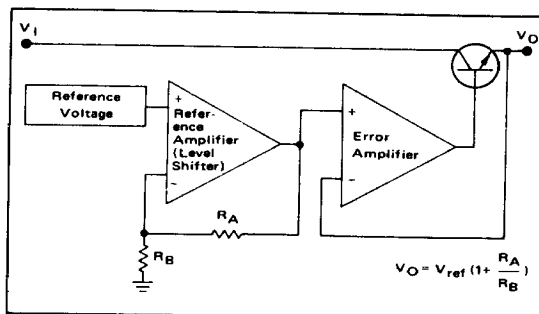 VI
VO
Reference
Voltage
+
Refer-
ence
Amplifier
(Level
Shifter)
−
RA
RB
+
Error
Amplifier
−
VO = Vref (1+ RA/RB)